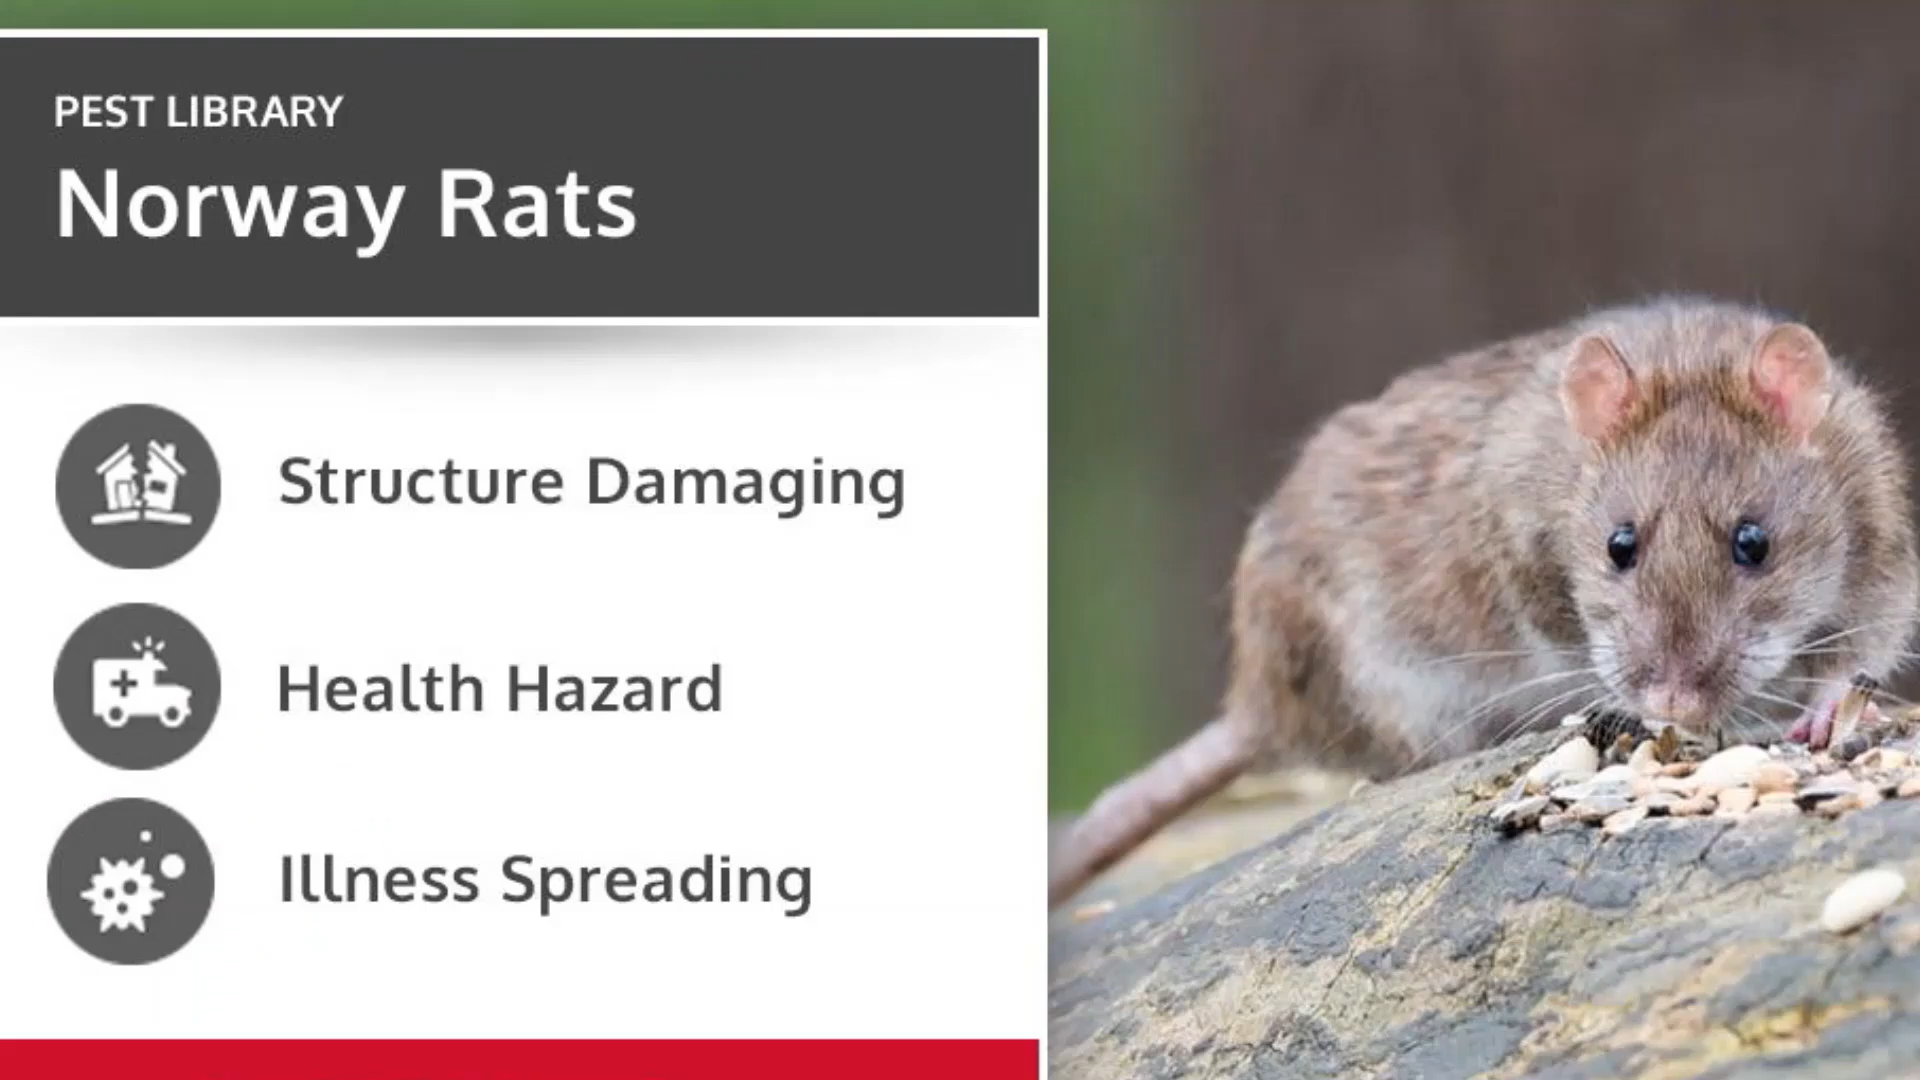 PEST LIBRARY
Norway Rats
Structure Damaging
Health Hazard
Illness Spreading